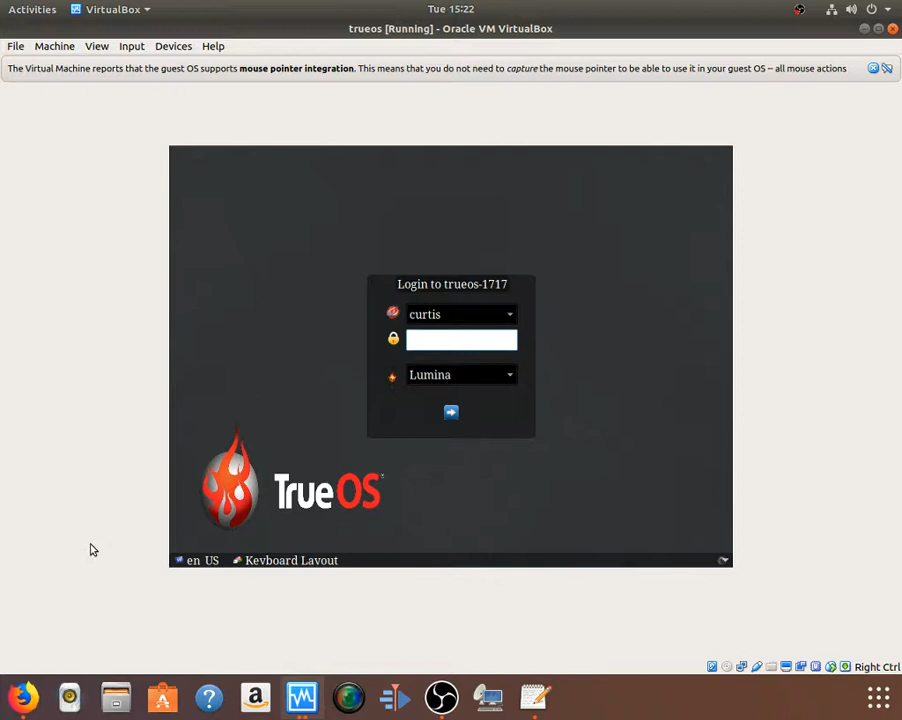 Activities VirtualBox Tue 15:22
trueos [Running] - Oracle VM VirtualBox
File Machine View Input Devices Help
The Virtual Machine reports that the guest OS supports mouse pointer integration. This means that you do not need to capture the mouse pointer to be able to use it in your guest OS – all mouse actions
Login to trueos-1717
curtis
Lumina
TrueOS
en US Keyboard Layout
Right Ctrl